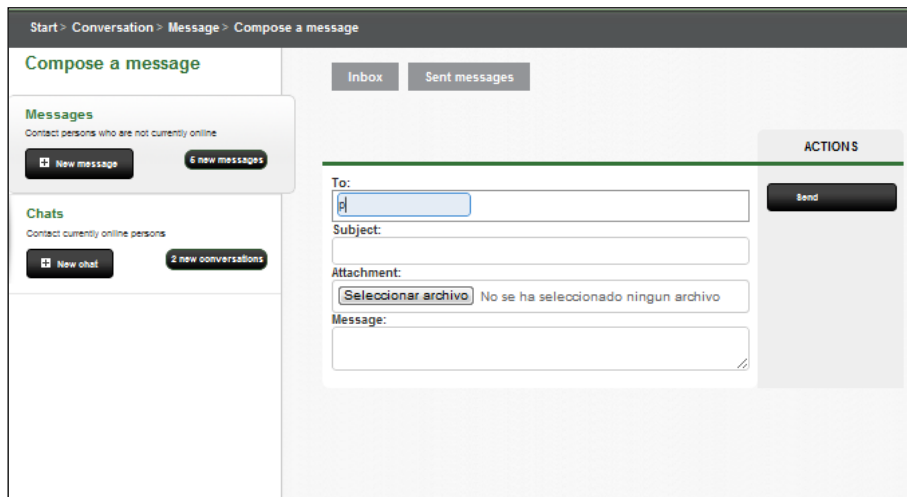 Start> Conversation> Message> Compose a message
Compose a message
Inbox
Sent messages
Messages
Contact persons who are not currently online
New message
6 new messages
Chats
Contact currently online persons
New chat
2 new conversations
ACTIONS
To:
p
Send
Subject:
Attachment:
Seleccionar archivo No se ha seleccionado ningun archivo
Message: